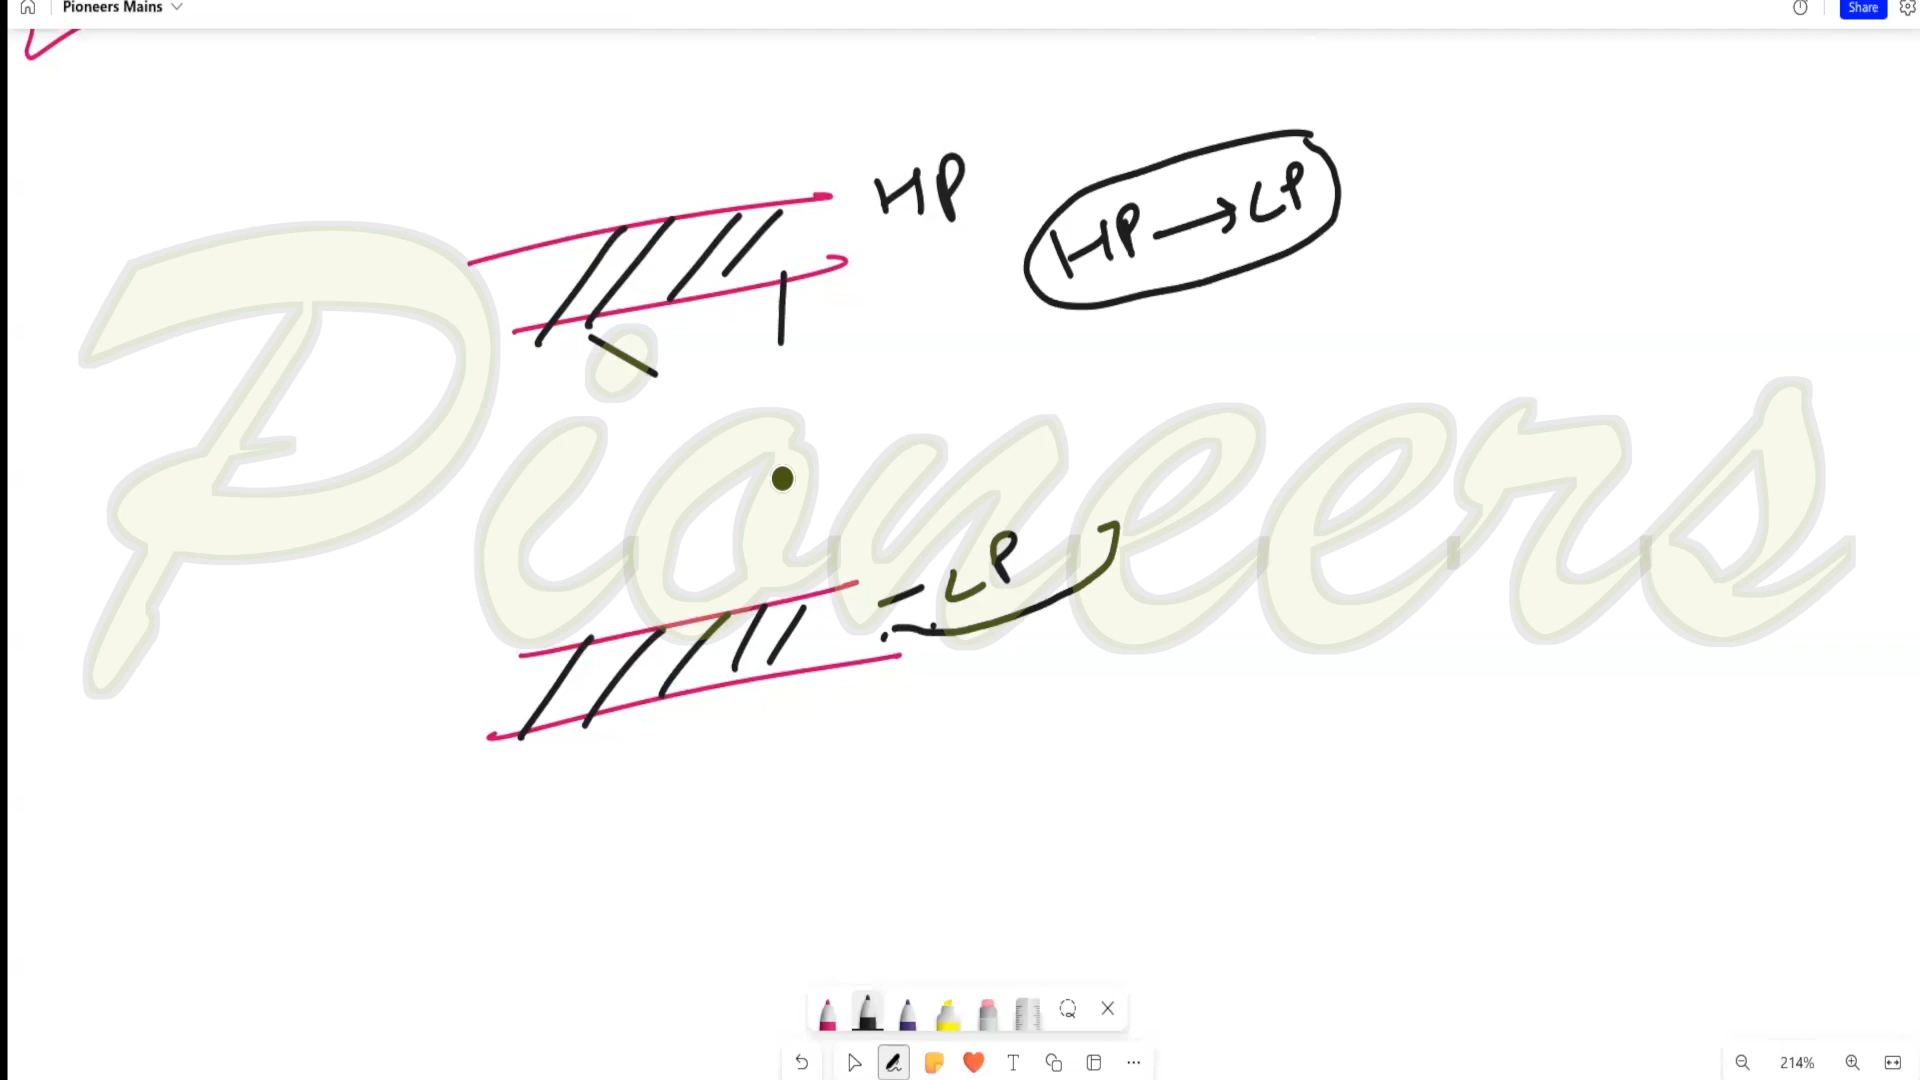 Pioneers Mains
Share
HP
HP → LP
Pioneers
- LP
T
214%